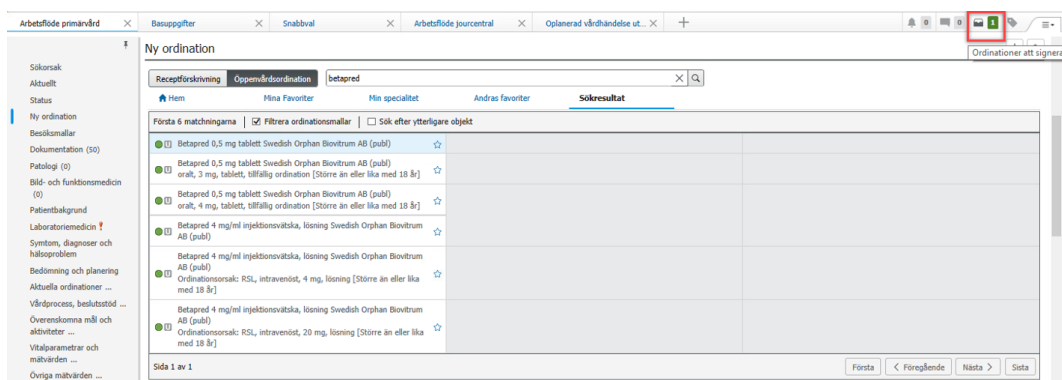 Arbetsflöde primärvård
Basuppgifter
Snabbval
Arbetsflöde jourcentral
Oplanerad vårdhändelse ut...
0
0
1
Ordinationer att signera
Ny ordination
Sökorsak
Aktuellt
Status
Ny ordination
Besöksmallar
Dokumentation (50)
Patologi (0)
Bild- och funktionsmedicin
(0)
Patientbakgrund
Laboratoriemedicin
Symtom, diagnoser och
hälsoproblem
Bedömning och planering
Aktuella ordinationer ...
Vårdprocess, beslutsstöd ...
Överenskomna mål och
aktiviteter ...
Vitalparametrar och
mätvärden ...
Övriga mätvärden ...
Receptförskrivning
Öppenvårdsordination
betapred
Hem
Mina Favoriter
Min specialitet
Andras favoriter
Sökresultat
Första 6 matchningarna
Filtrera ordinationsmallar
Sök efter ytterligare objekt
Betapred 0,5 mg tablett Swedish Orphan Biovitrum AB (publ)
Betapred 0,5 mg tablett Swedish Orphan Biovitrum AB (publ)
oralt, 3 mg, tablett, tillfällig ordination [Större än eller lika med 18 år]
Betapred 0,5 mg tablett Swedish Orphan Biovitrum AB (publ)
oralt, 4 mg, tablett, tillfällig ordination [Större än eller lika med 18 år]
Betapred 4 mg/ml injektionsvätska, lösning Swedish Orphan Biovitrum
AB (publ)
Betapred 4 mg/ml injektionsvätska, lösning Swedish Orphan Biovitrum
AB (publ)
Ordinationsorsak: RSL, intravenöst, 4 mg, lösning [Större än eller lika
med 18 år]
Betapred 4 mg/ml injektionsvätska, lösning Swedish Orphan Biovitrum
AB (publ)
Ordinationsorsak: RSL, intravenöst, 20 mg, lösning [Större än eller lika
med 18 år]
Sida 1 av 1
Första
Föregående
Nästa
Sista